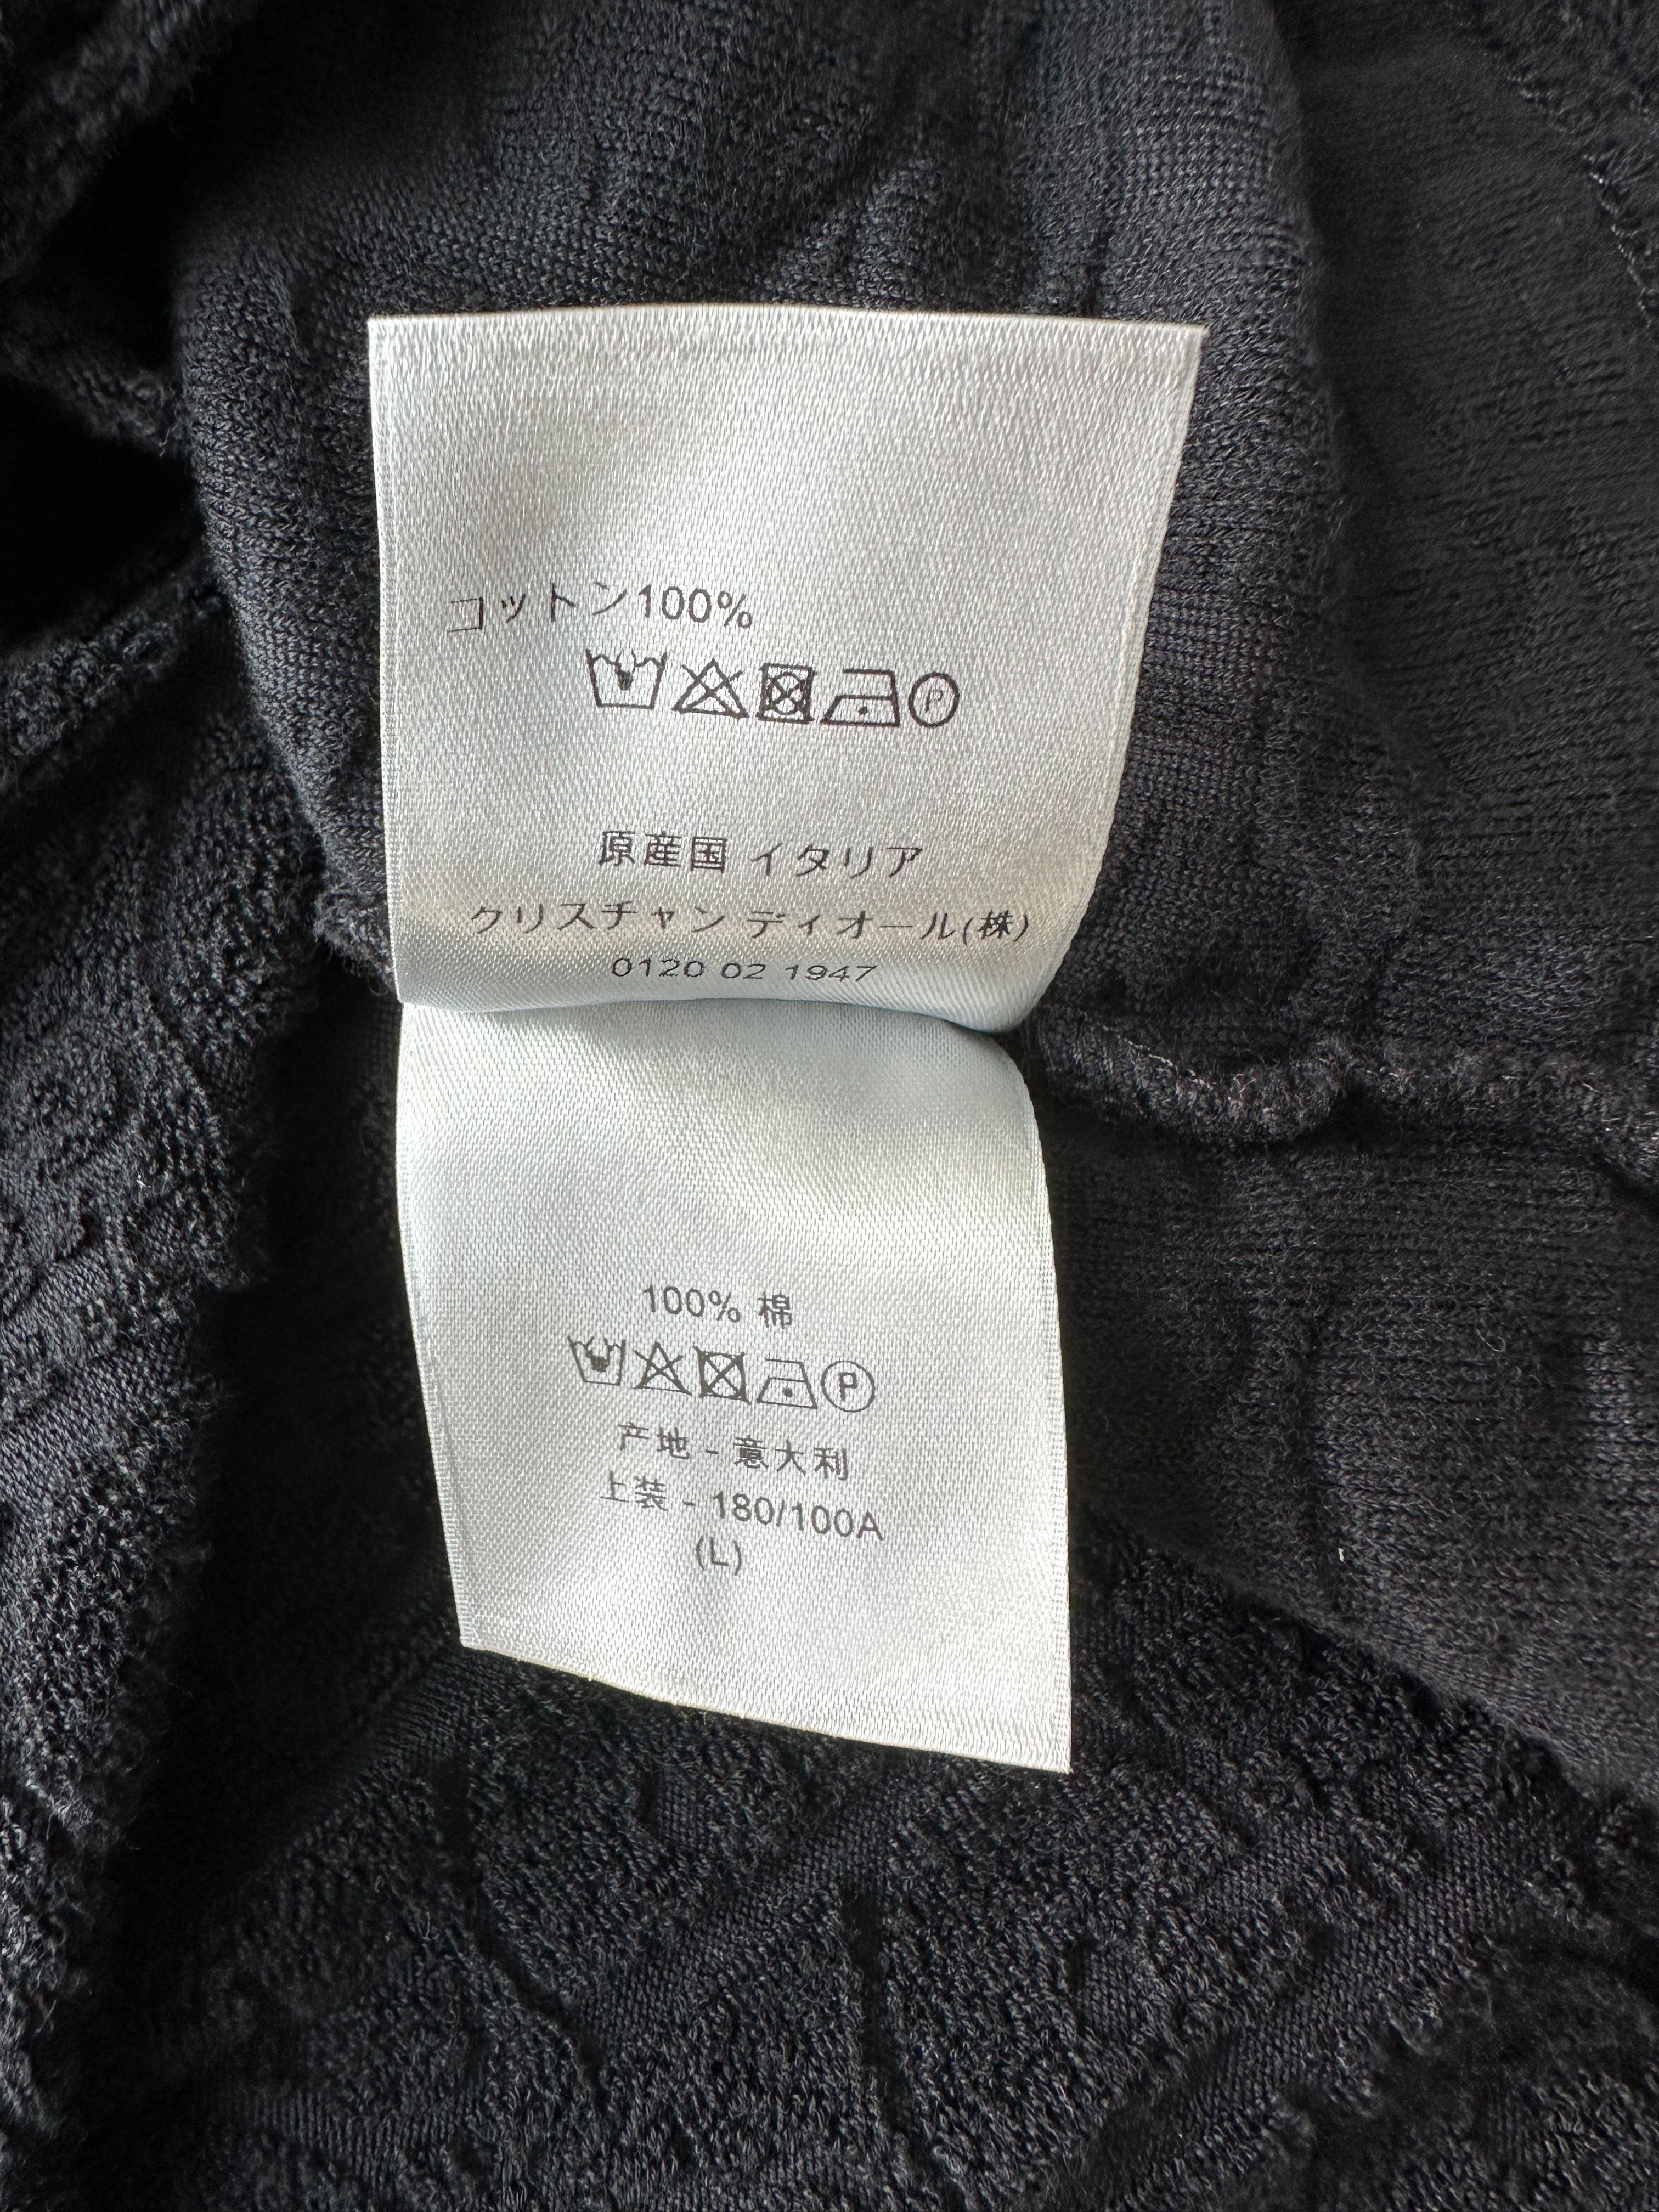 コットン100%
P
原産国 イタリア
クリスチャン ディオール(株)
0120 02 1947
100% 棉
P
产地 - 意大利
上装 - 180/100A
(L)